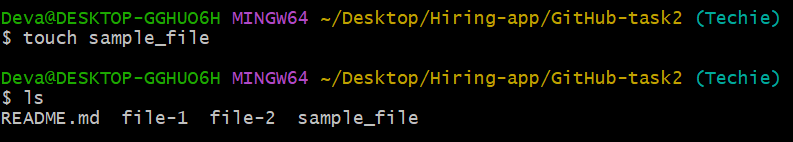 Deva@DESKTOP-GGHUO6H MINGW64 ~/Desktop/Hiring-app/GitHub-task2 (Techie)
$ touch sample_file
Deva@DESKTOP-GGHUO6H MINGW64 ~/Desktop/Hiring-app/GitHub-task2 (Techie)
$ ls
README.md  file-1  file-2  sample_file